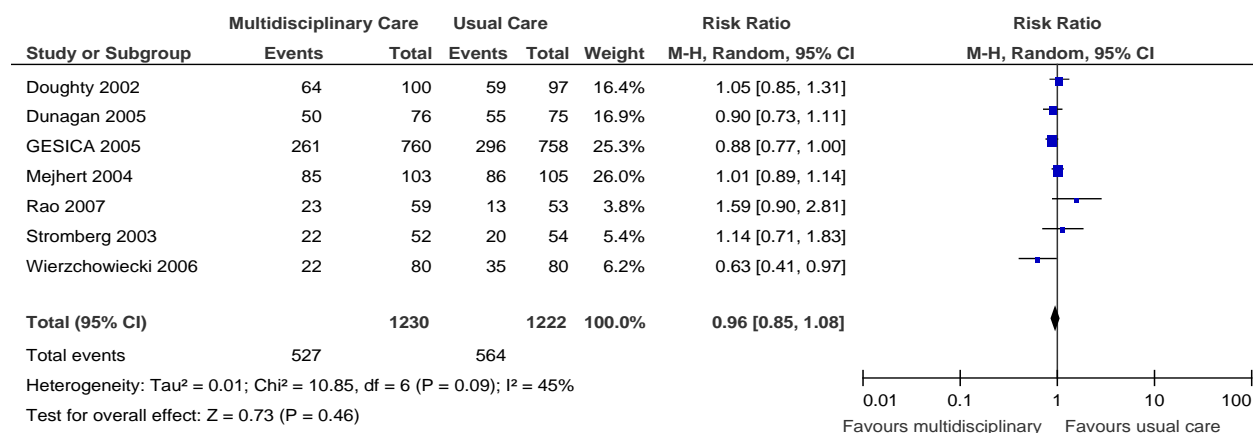 Multidisciplinary Care Usual Care Risk Ratio Risk Ratio
Study or Subgroup Events Total Events Total Weight M-H, Random, 95% CI M-H, Random, 95% CI
Doughty 2002 64 100 59 97 16.4% 1.05 [0.85, 1.31]
Dunagan 2005 50 76 55 75 16.9% 0.90 [0.73, 1.11]
GESICA 2005 261 760 296 758 25.3% 0.88 [0.77, 1.00]
Mejhert 2004 85 103 86 105 26.0% 1.01 [0.89, 1.14]
Rao 2007 23 59 13 53 3.8% 1.59 [0.90, 2.81]
Stromberg 2003 22 52 20 54 5.4% 1.14 [0.71, 1.83]
Wierzchowiecki 2006 22 80 35 80 6.2% 0.63 [0.41, 0.97]
Total (95% CI) 1230 1222 100.0% 0.96 [0.85, 1.08]
Total events 527 564
Heterogeneity: Tau² = 0.01; Chi² = 10.85, df = 6 (P = 0.09); I² = 45%
Test for overall effect: Z = 0.73 (P = 0.46)
0.01 0.1 1 10 100
Favours multidisciplinary Favours usual care